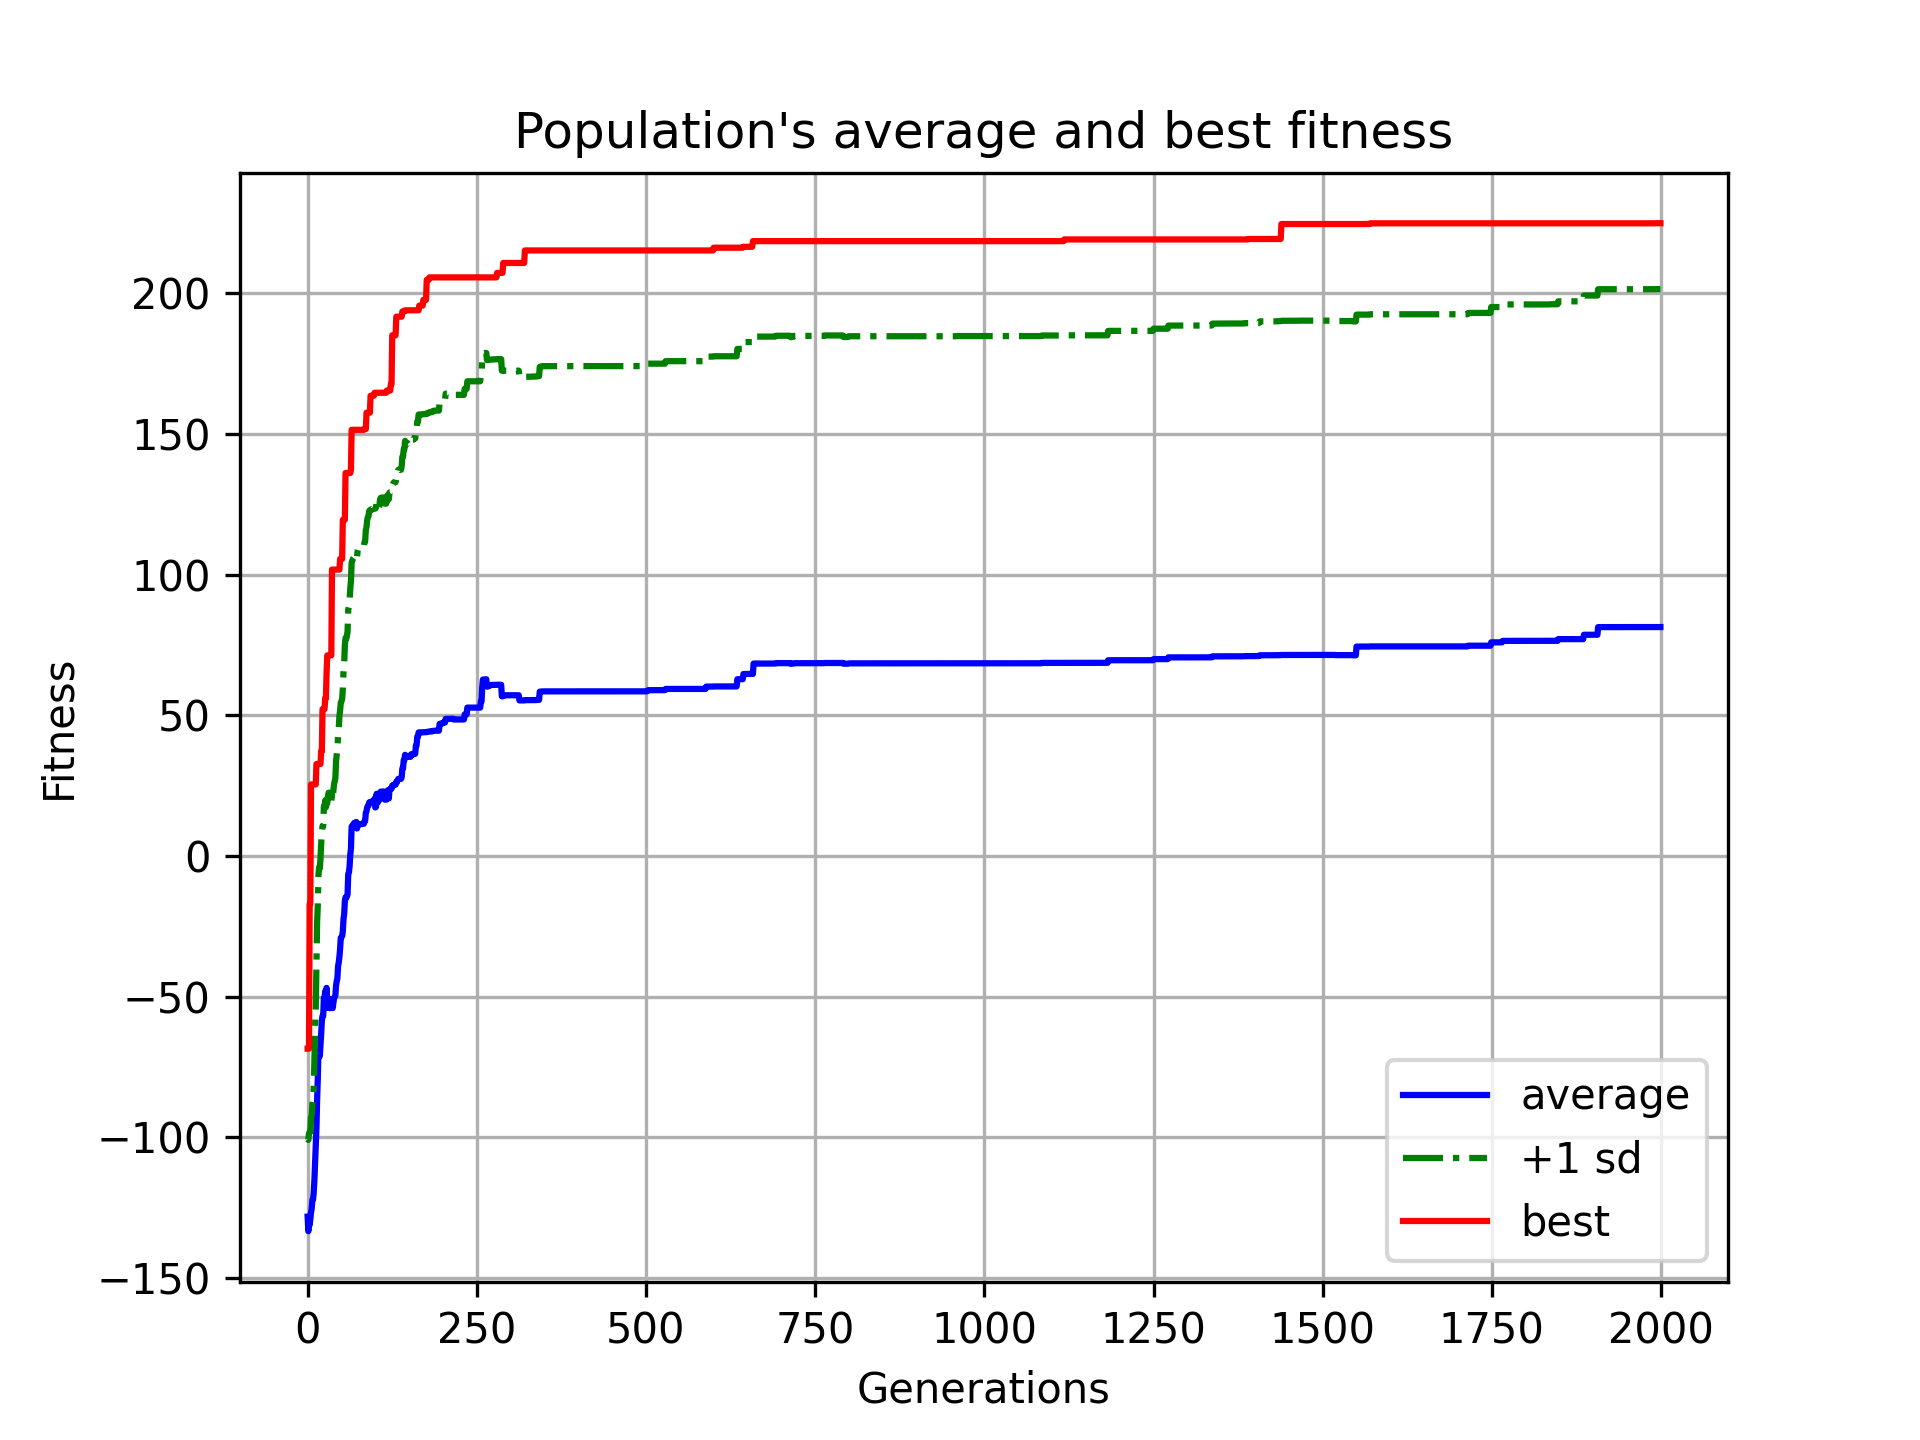 Population's average and best fitness
Fitness
200
150
100
50
0
−50
−100
−150
0 250 500 750 1000 1250 1500 1750 2000
Generations
average
+1 sd
best